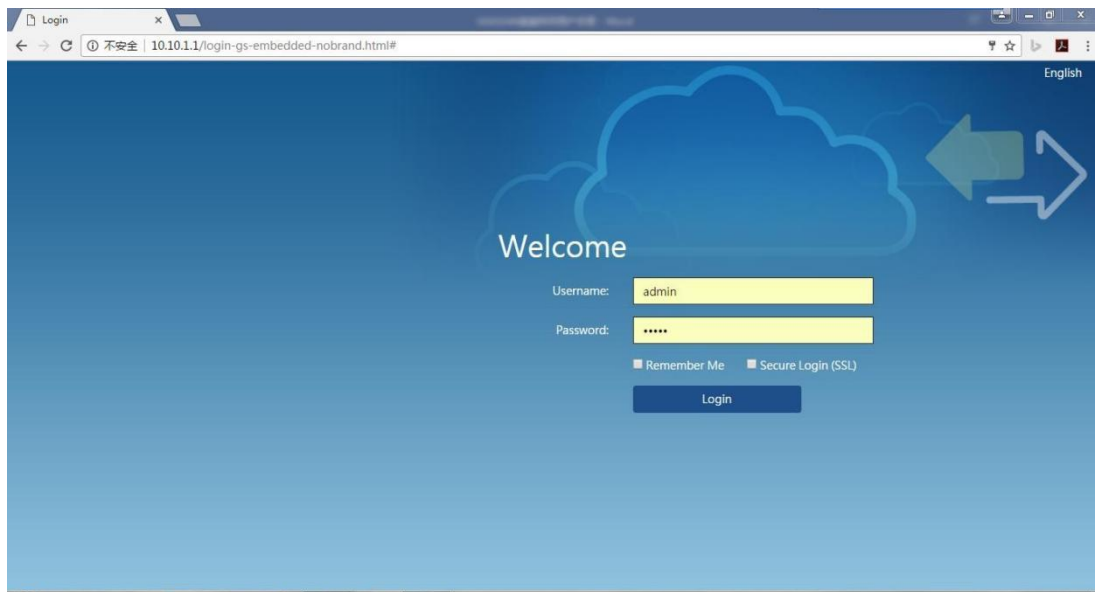 Login
不安全 10.10.1.1/login-gs-embedded-nobrand.html#
English
Welcome
Username: admin
Password: •••••
Remember Me Secure Login (SSL)
Login